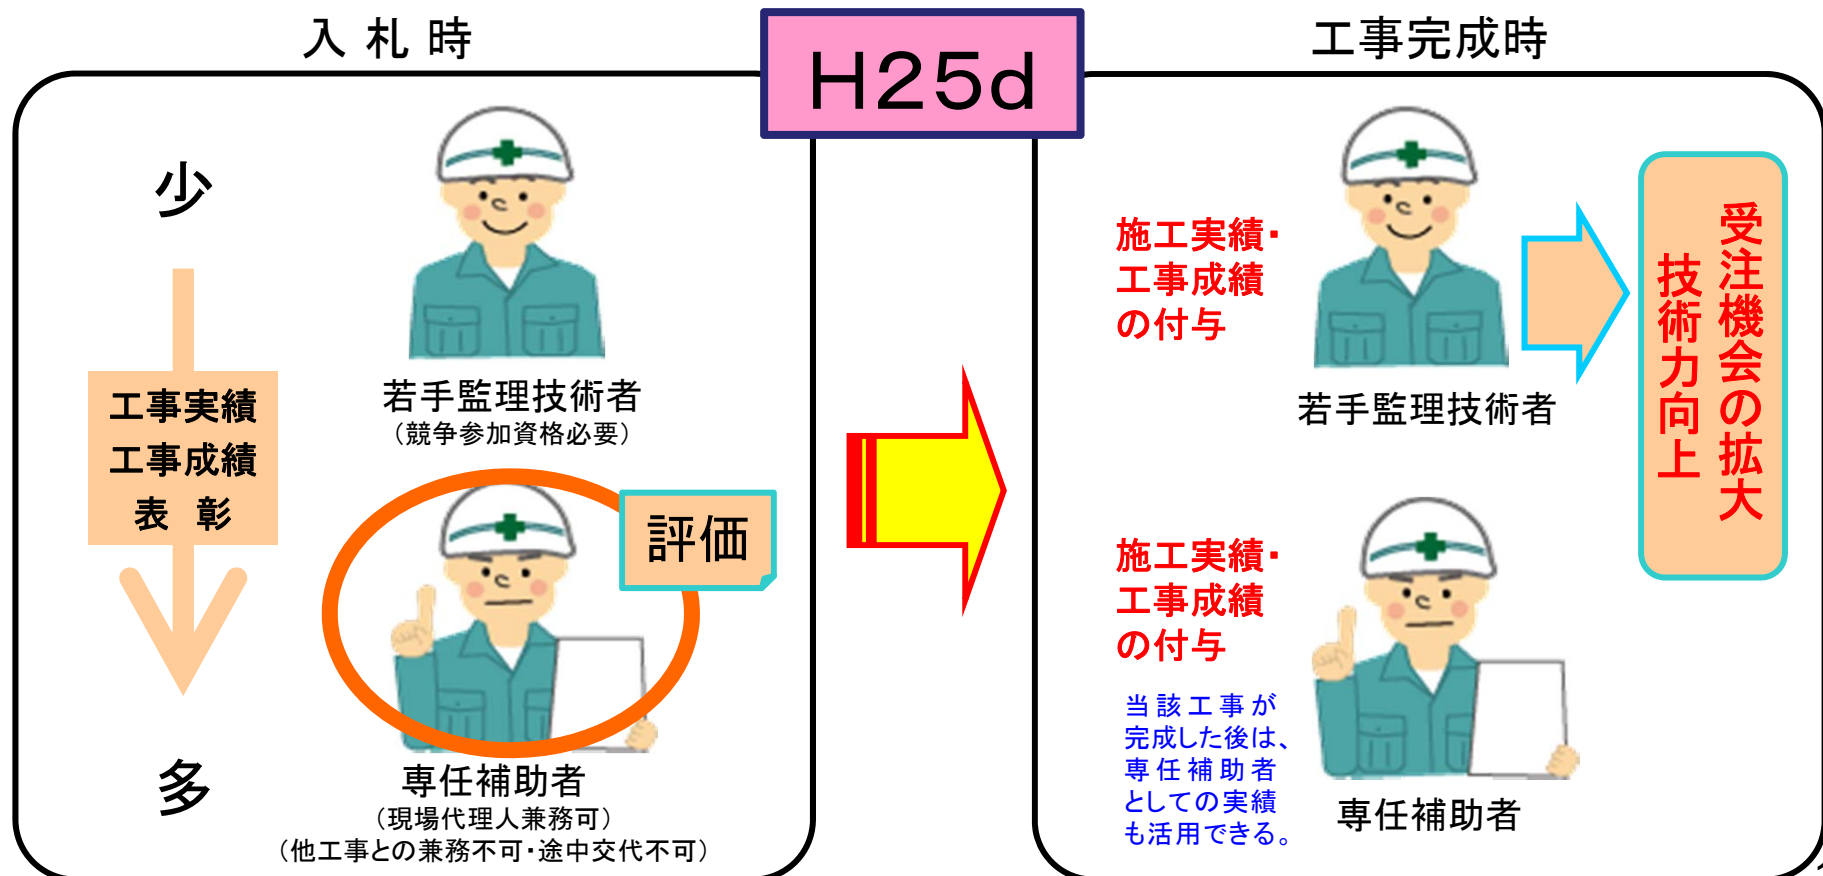 入札時
H25d
工事完成時
少
工事実績
工事成績
表彰
多
若手監理技術者
(競争参加資格必要)
評価
専任補助者
(現場代理人兼務可)
(他工事との兼務不可・途中交代不可)
施工実績・
工事成績
の付与
若手監理技術者
受注機会の拡大
技術力向上
施工実績・
工事成績
の付与
当該工事が
完成した後は、
専任補助者
としての実績
も活用できる。
専任補助者